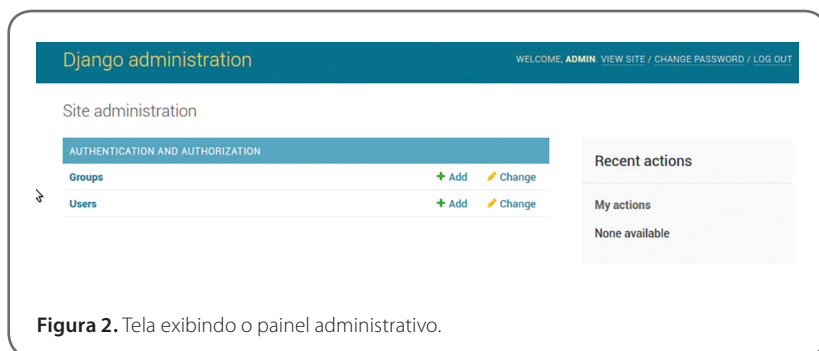 Django administration
WELCOME, ADMIN. VIEW SITE / CHANGE PASSWORD / LOG OUT
Site administration
AUTHENTICATION AND AUTHORIZATION
Groups + Add Change
Users + Add Change
Recent actions
My actions
None available
Figura 2. Tela exibindo o painel administrativo.